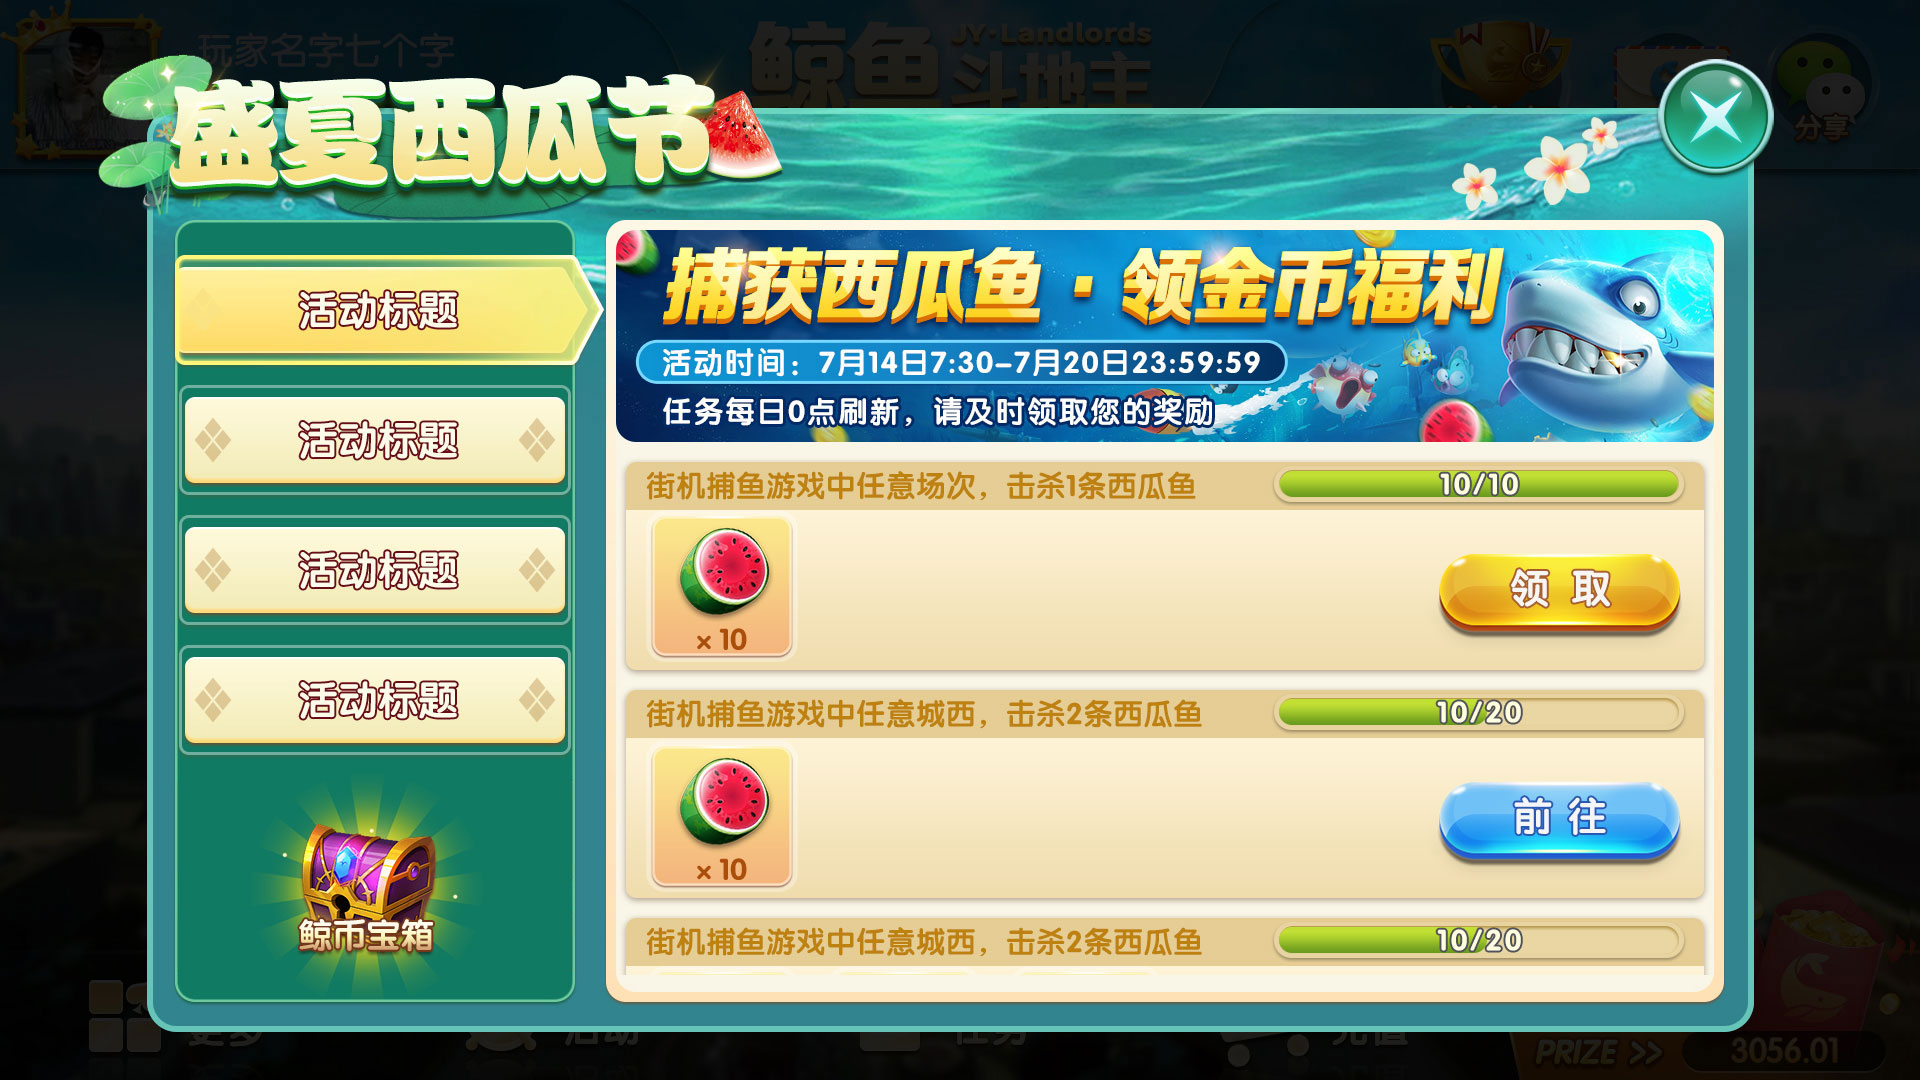 玩家名字七个字
鲸鱼
JY·Landlords
斗地主
分享
盛夏西瓜节
活动标题
活动标题
活动标题
活动标题
鲸币宝箱
捕获西瓜鱼·领金币福利
活动时间：7月14日7:30-7月20日23:59:59
任务每日0点刷新，请及时领取您的奖励
街机捕鱼游戏中任意场次，击杀1条西瓜鱼
10/10
×10
领取
街机捕鱼游戏中任意城西，击杀2条西瓜鱼
10/20
×10
前往
街机捕鱼游戏中任意城西，击杀2条西瓜鱼
10/20
更多
活动
任务
充值
PRIZE >>
3056.01